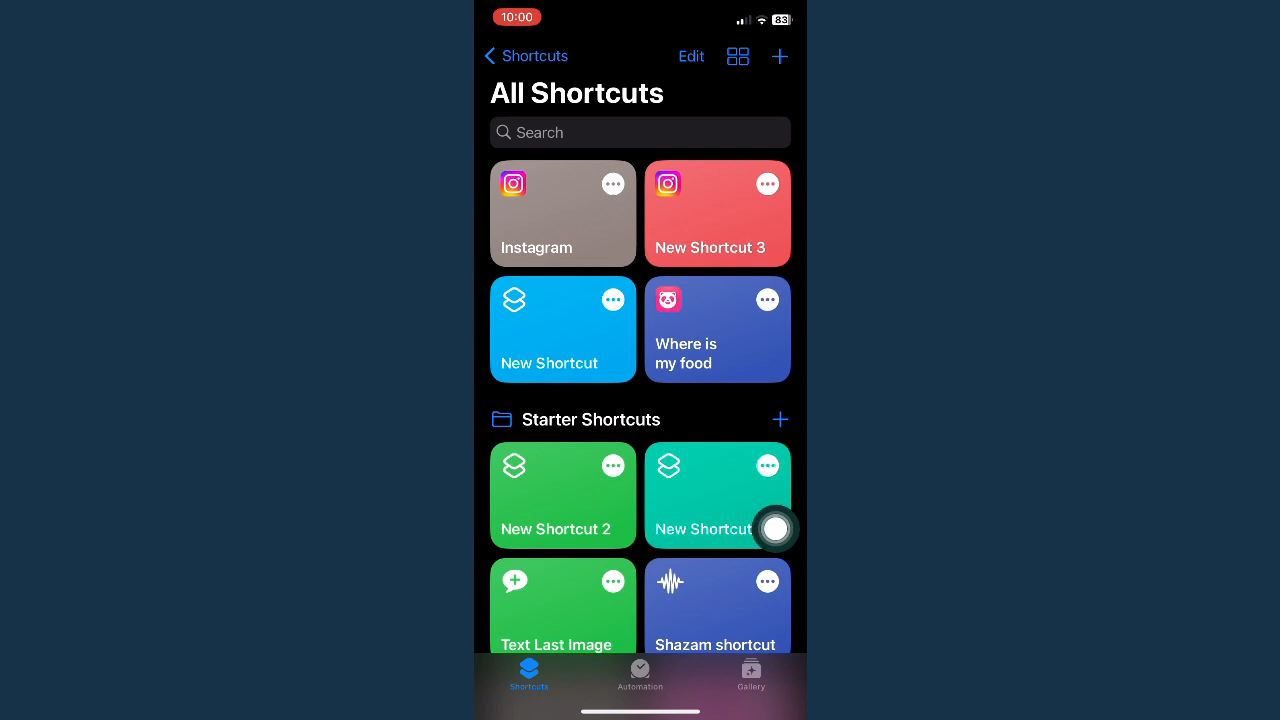 10:00
83
Shortcuts
Edit
All Shortcuts
Search
Instagram
New Shortcut 3
New Shortcut
Where is
my food
Starter Shortcuts
New Shortcut 2
New Shortcut
Text Last Image
Shazam shortcut
Shortcuts
Automation
Gallery